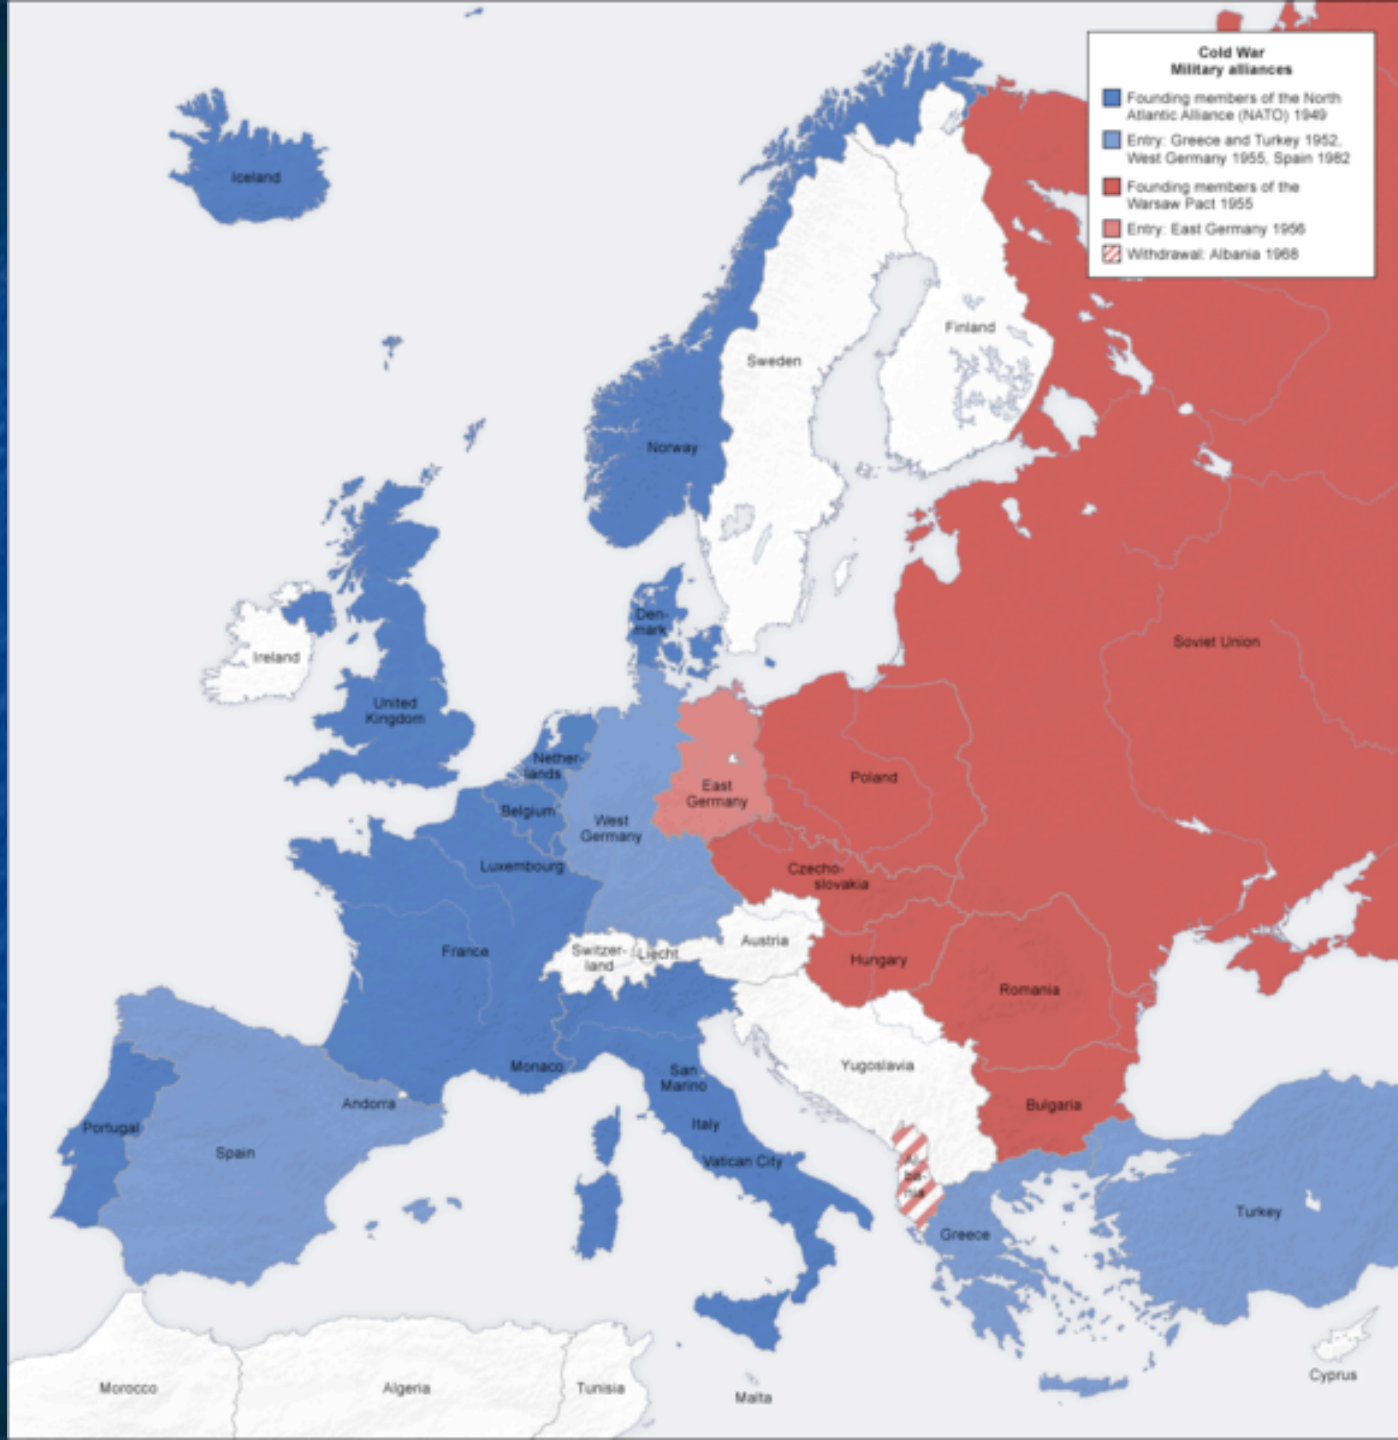 Cold War
Military alliances
Founding members of the North
Atlantic Alliance (NATO) 1949
Entry: Greece and Turkey 1952,
West Germany 1955, Spain 1982
Founding members of the
Warsaw Pact 1955
Entry: East Germany 1956
Withdrawal: Albania 1968
Iceland
Finland
Sweden
Norway
Den-
mark
Soviet Union
Ireland
United
Kingdom
Nether-
lands
East
Germany
Poland
Belgium
West
Germany
Luxembourg
Czecho-
slovakia
France
Switzer-
land
Liecht.
Austria
Hungary
Romania
Monaco
San
Marino
Yugoslavia
Andorra
Bulgaria
Portugal
Italy
Spain
Vatican City
Al-
ba-
nia
Turkey
Greece
Morocco
Algeria
Tunisia
Malta
Cyprus